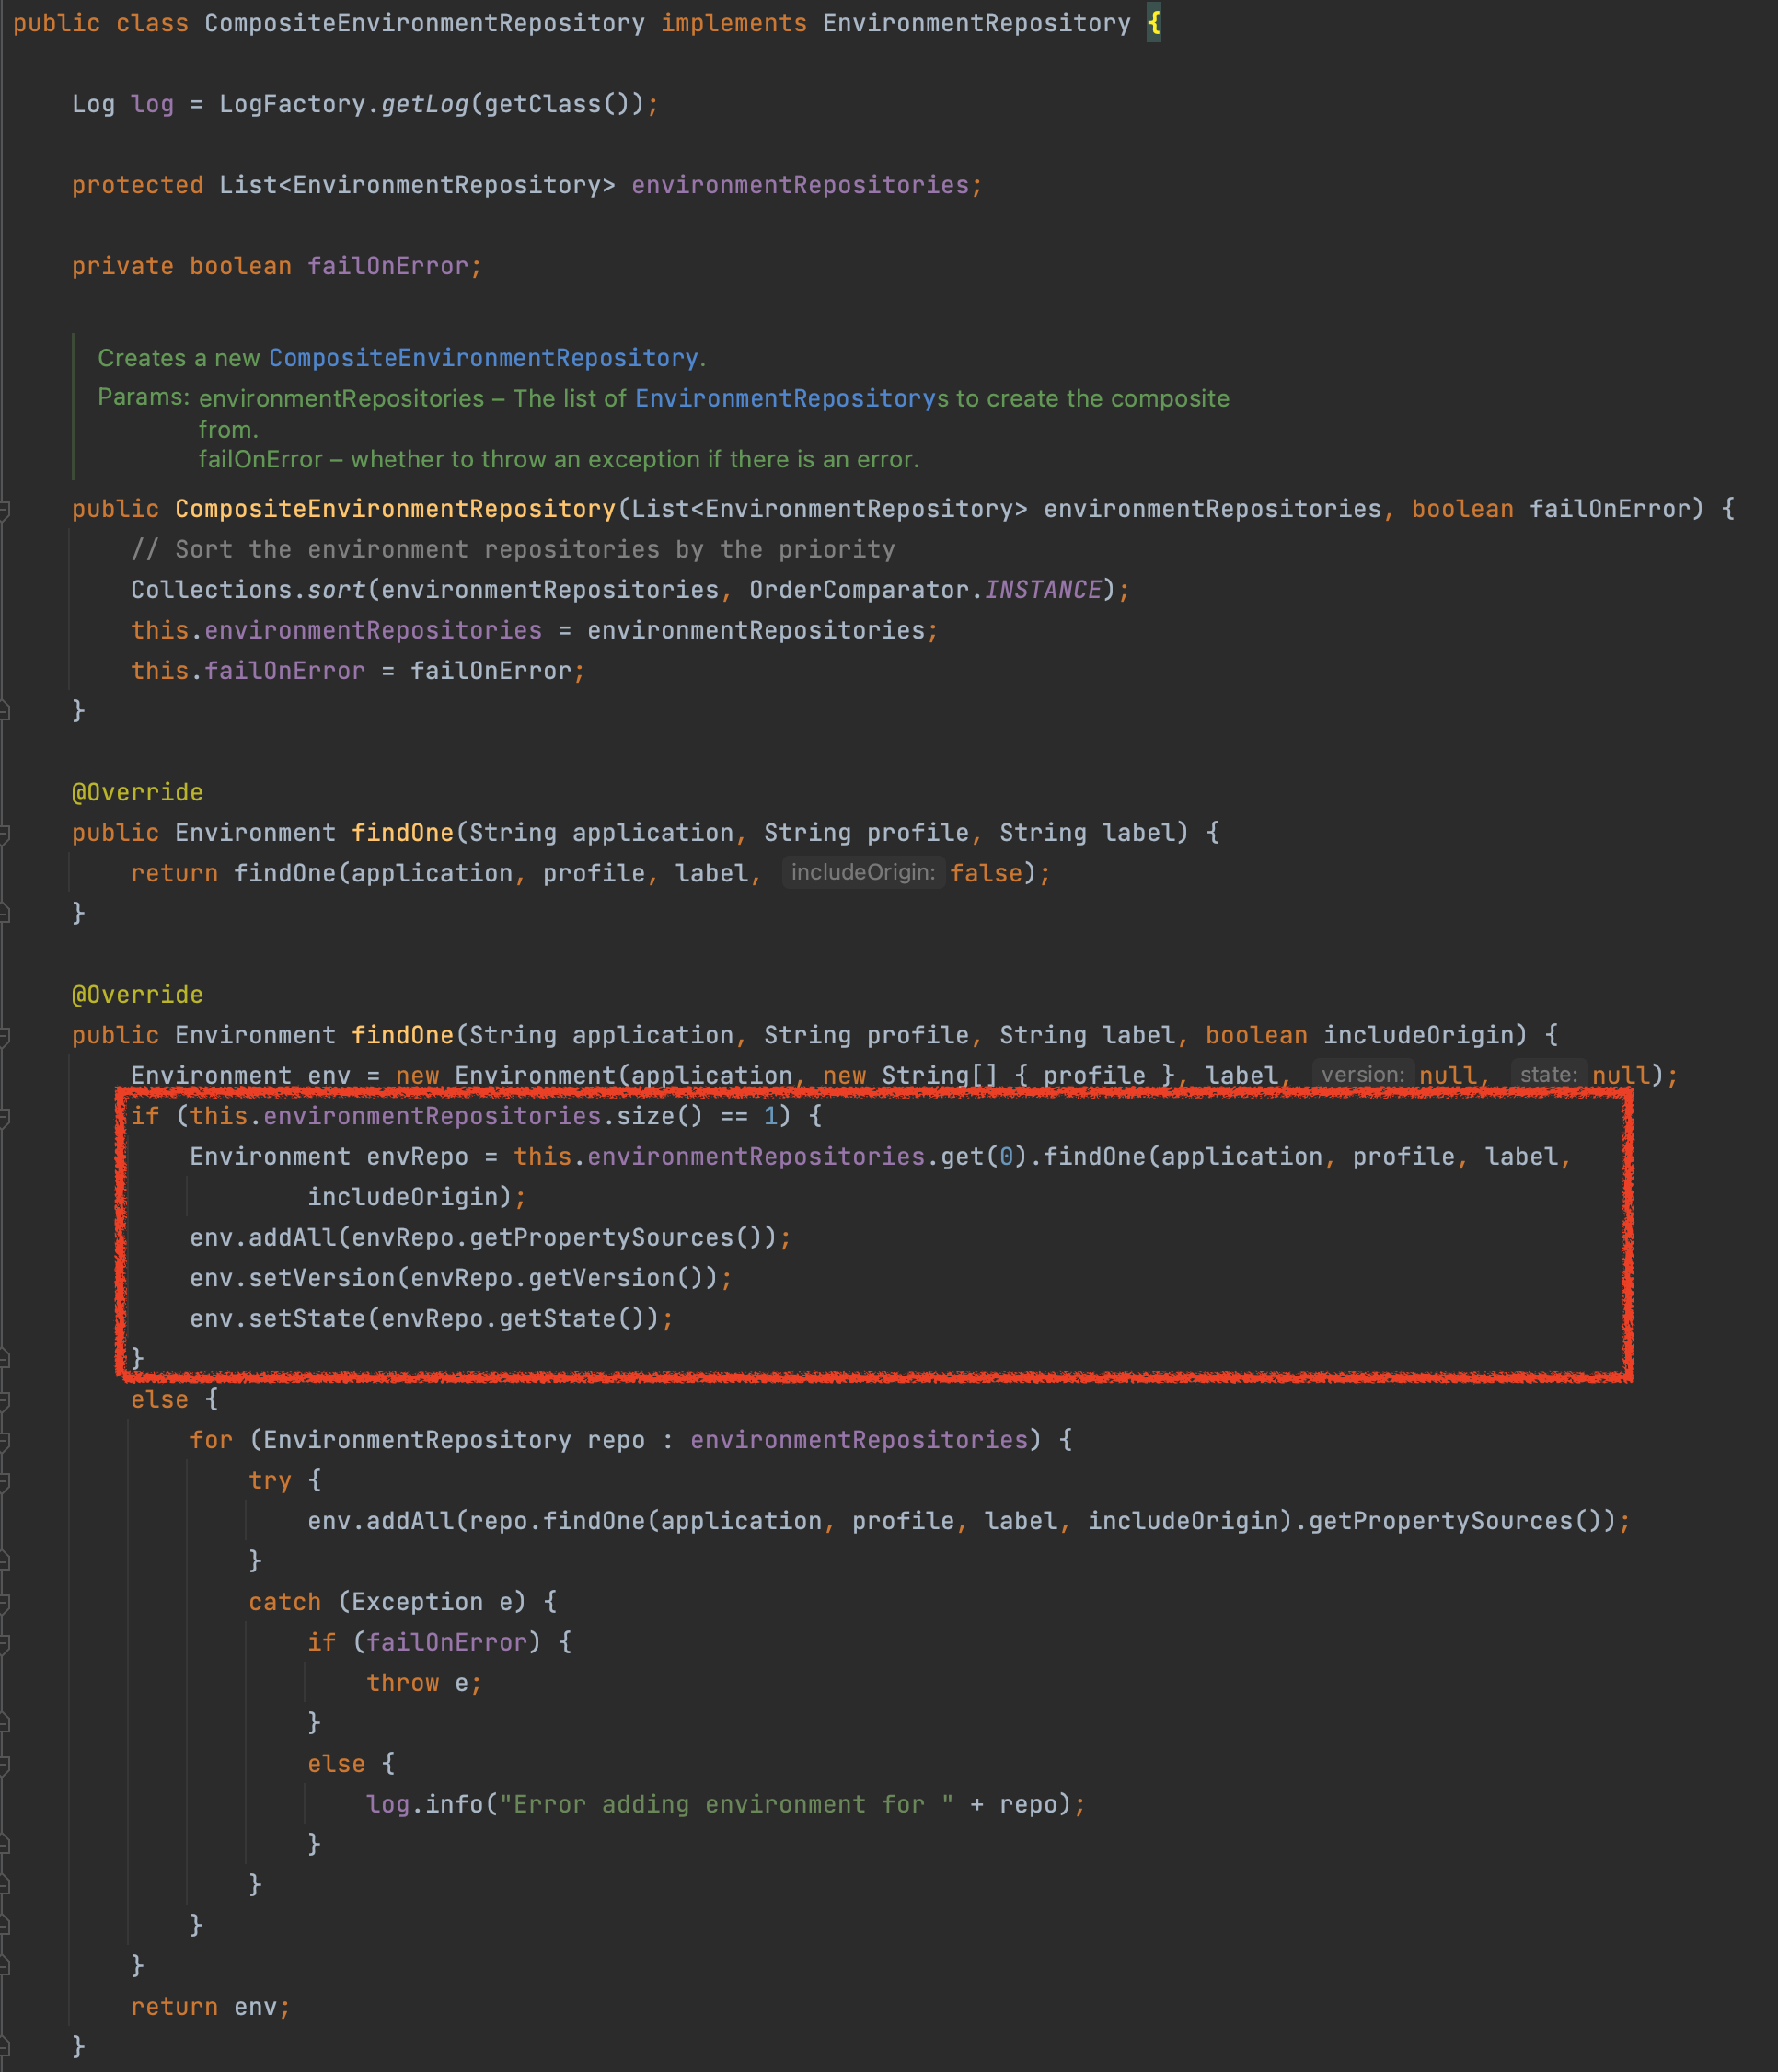 public class CompositeEnvironmentRepository implements EnvironmentRepository {
Log log = LogFactory.getLog(getClass());
protected List<EnvironmentRepository> environmentRepositories;
private boolean failOnError;
Creates a new CompositeEnvironmentRepository.
Params: environmentRepositories – The list of EnvironmentRepositorys to create the composite
from.
failOnError – whether to throw an exception if there is an error.
public CompositeEnvironmentRepository(List<EnvironmentRepository> environmentRepositories, boolean failOnError) {
// Sort the environment repositories by the priority
Collections.sort(environmentRepositories, OrderComparator.INSTANCE);
this.environmentRepositories = environmentRepositories;
this.failOnError = failOnError;
}
@Override
public Environment findOne(String application, String profile, String label) {
return findOne(application, profile, label, includeOrigin: false);
}
@Override
public Environment findOne(String application, String profile, String label, boolean includeOrigin) {
Environment env = new Environment(application, new String[] { profile }, label, version: null, state: null);
if (this.environmentRepositories.size() == 1) {
Environment envRepo = this.environmentRepositories.get(0).findOne(application, profile, label,
includeOrigin);
env.addAll(envRepo.getPropertySources());
env.setVersion(envRepo.getVersion());
env.setState(envRepo.getState());
}
else {
for (EnvironmentRepository repo : environmentRepositories) {
try {
env.addAll(repo.findOne(application, profile, label, includeOrigin).getPropertySources());
}
catch (Exception e) {
if (failOnError) {
throw e;
}
else {
log.info("Error adding environment for " + repo);
}
}
}
}
return env;
}